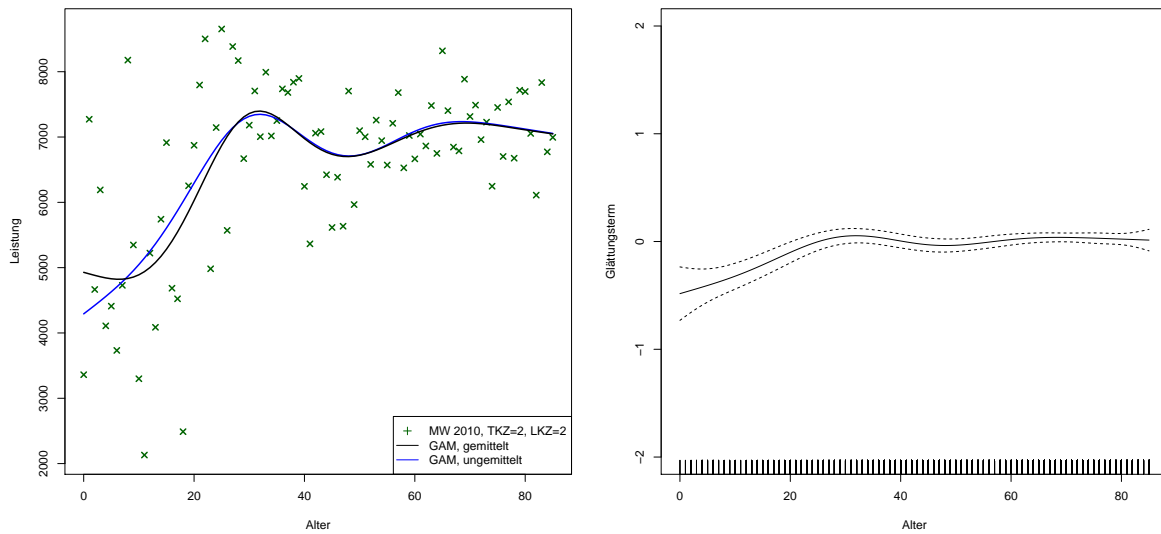 8000
7000
6000
5000
4000
3000
2000
Leistung
MW 2010, TKZ=2, LKZ=2
GAM, gemittelt
GAM, ungemittelt
0 20 40 60 80
Alter
2
1
0
−1
−2
Glättungsterm
0 20 40 60 80
Alter